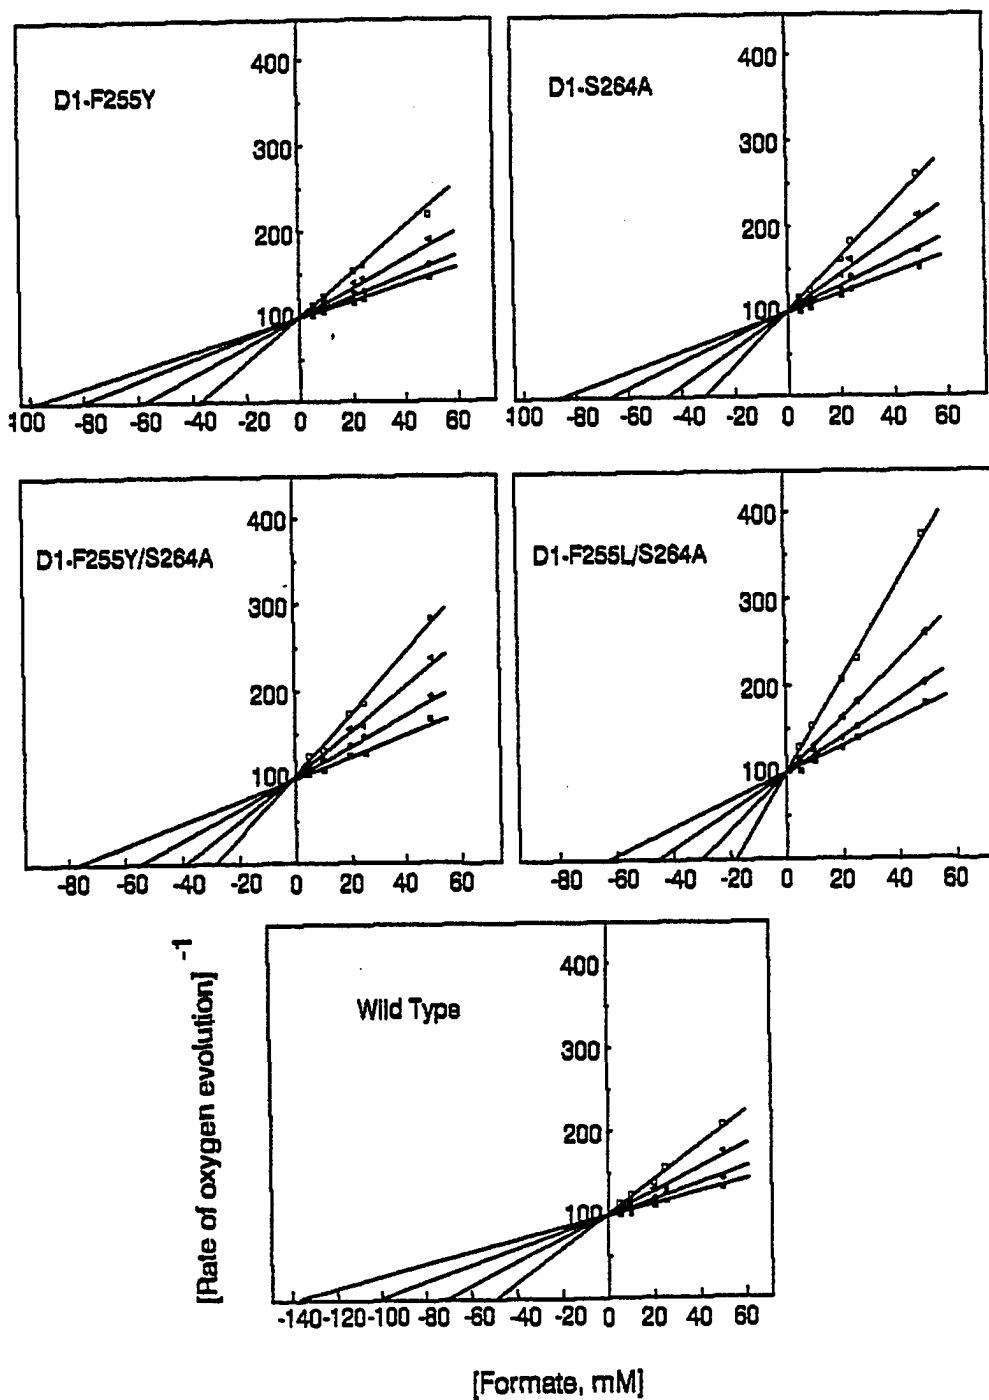 D1-F255Y
400
300
200
100
100 -80 -60 -40 -20 0 20 40 60
D1-S264A
400
300
200
100
100 -80 -60 -40 -20 0 20 40 60
D1-F255Y/S264A
400
300
200
100
-80 -60 -40 -20 0 20 40 60
D1-F255L/S264A
400
300
200
100
-80 -60 -40 -20 0 20 40 60
Wild Type
400
300
200
100
-140 -120 -100 -80 -60 -40 -20 0 20 40 60
[Rate of oxygen evolution]-1
[Formate, mM]